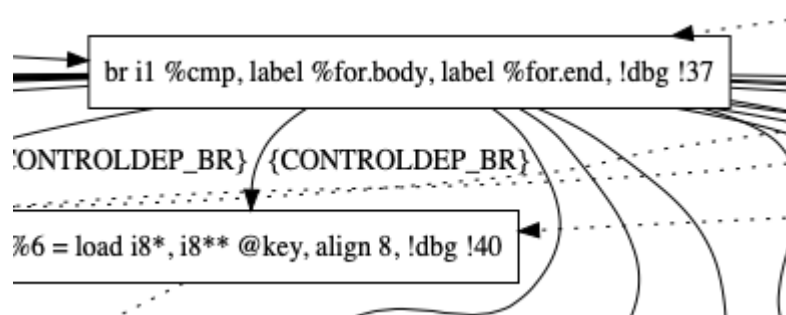 br i1 %cmp, label %for.body, label %for.end, !dbg !37
CONTROLDEP_BR} {CONTROLDEP_BR}
%6 = load i8*, i8** @key, align 8, !dbg !40